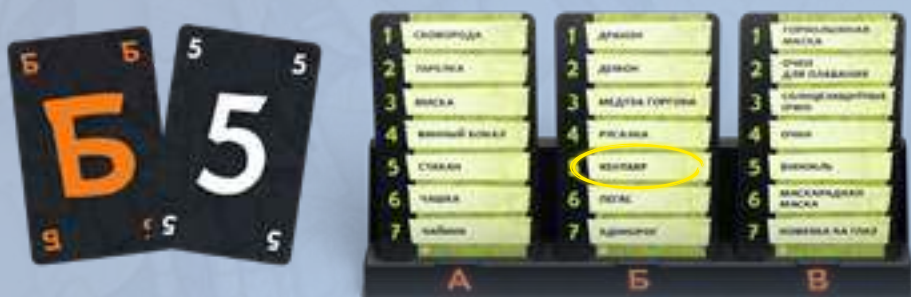 Б Б
Б
Б Б
5 5
5
5 5
1 СКОВОРОДА
2 ТАРЕЛКА
3 МИСКА
4 ВИННЫЙ БОКАЛ
5 СТАКАН
6 ЧАШКА
7 ЧАЙНИК
А
1 ДРАКОН
2 ДЕМОН
3 МЕДУЗА ГОРГОНА
4 РУСАЛКА
5 КЕНТАВР
6 ПЕГАС
7 ЕДИНОРОГ
Б
1 ГОРНОЛЫЖНАЯ
МАСКА
2 ОЧКИ
ДЛЯ ПЛАВАНИЯ
3 СОЛНЦЕЗАЩИТНЫЕ
ОЧКИ
4 ОЧКИ
5 БИНОКЛЬ
6 МАСКАРАДНАЯ
МАСКА
7 ПОВЯЗКА НА ГЛАЗ
В